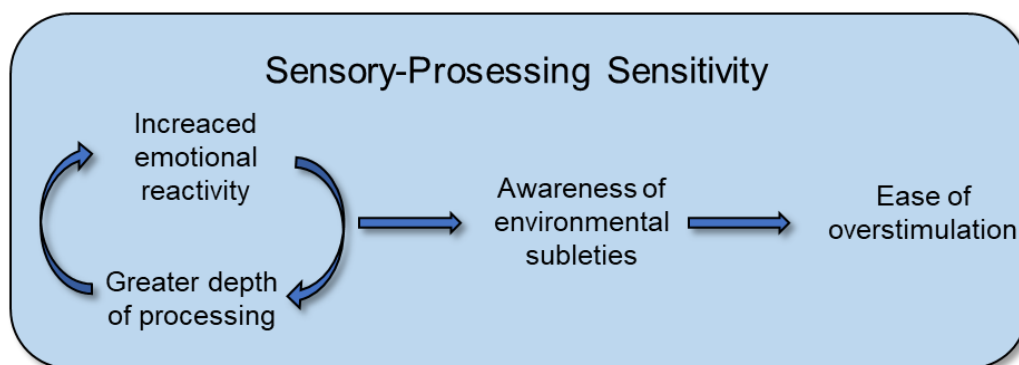 Sensory-Prosessing Sensitivity
Increaced
emotional
reactivity
Greater depth
of processing
Awareness of
environmental
subleties
Ease of
overstimulation